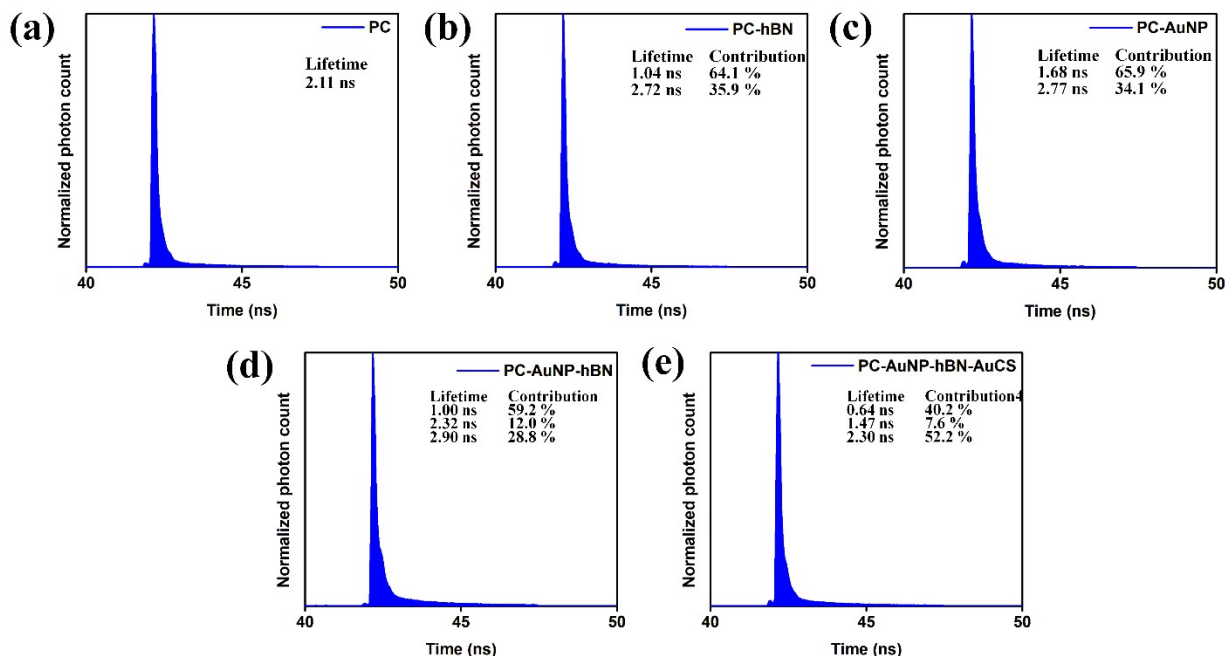 (a)
PC
Lifetime
2.11 ns
Normalized photon count
40 45 50
Time (ns)
(b)
PC-hBN
Lifetime Contribution
1.04 ns 64.1 %
2.72 ns 35.9 %
Normalized photon count
40 45 50
Time (ns)
(c)
PC-AuNP
Lifetime Contribution
1.68 ns 65.9 %
2.77 ns 34.1 %
Normalized photon count
40 45 50
Time (ns)
(d)
PC-AuNP-hBN
Lifetime Contribution
1.00 ns 59.2 %
2.32 ns 12.0 %
2.90 ns 28.8 %
Normalized photon count
40 45 50
Time (ns)
(e)
PC-AuNP-hBN-AuCS
Lifetime Contribution4
0.64 ns 40.2 %
1.47 ns 7.6 %
2.30 ns 52.2 %
Normalized photon count
40 45 50
Time (ns)